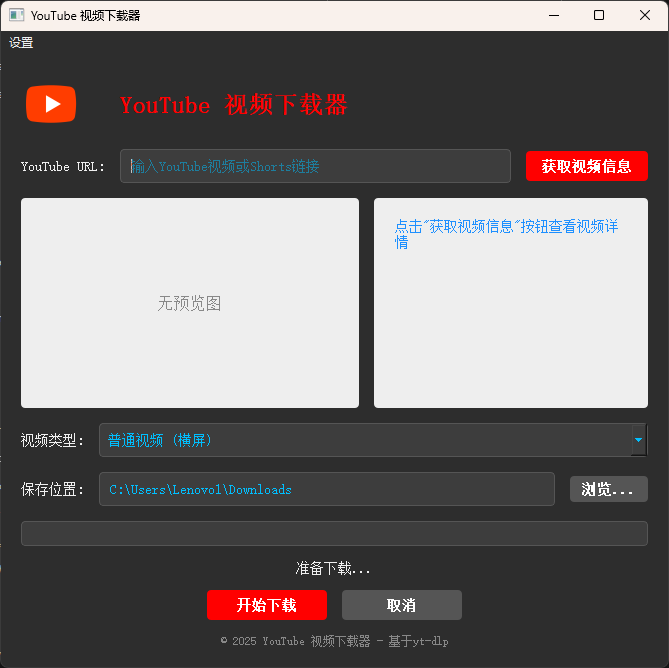 YouTube 视频下载器
设置
YouTube 视频下载器
YouTube URL:
输入YouTube视频或Shorts链接
获取视频信息
无预览图
点击"获取视频信息"按钮查看视频详
情
视频类型:
普通视频 (横屏)
保存位置:
C:\Users\Lenovo1\Downloads
浏览...
准备下载...
开始下载
取消
© 2025 YouTube 视频下载器 - 基于yt-dlp